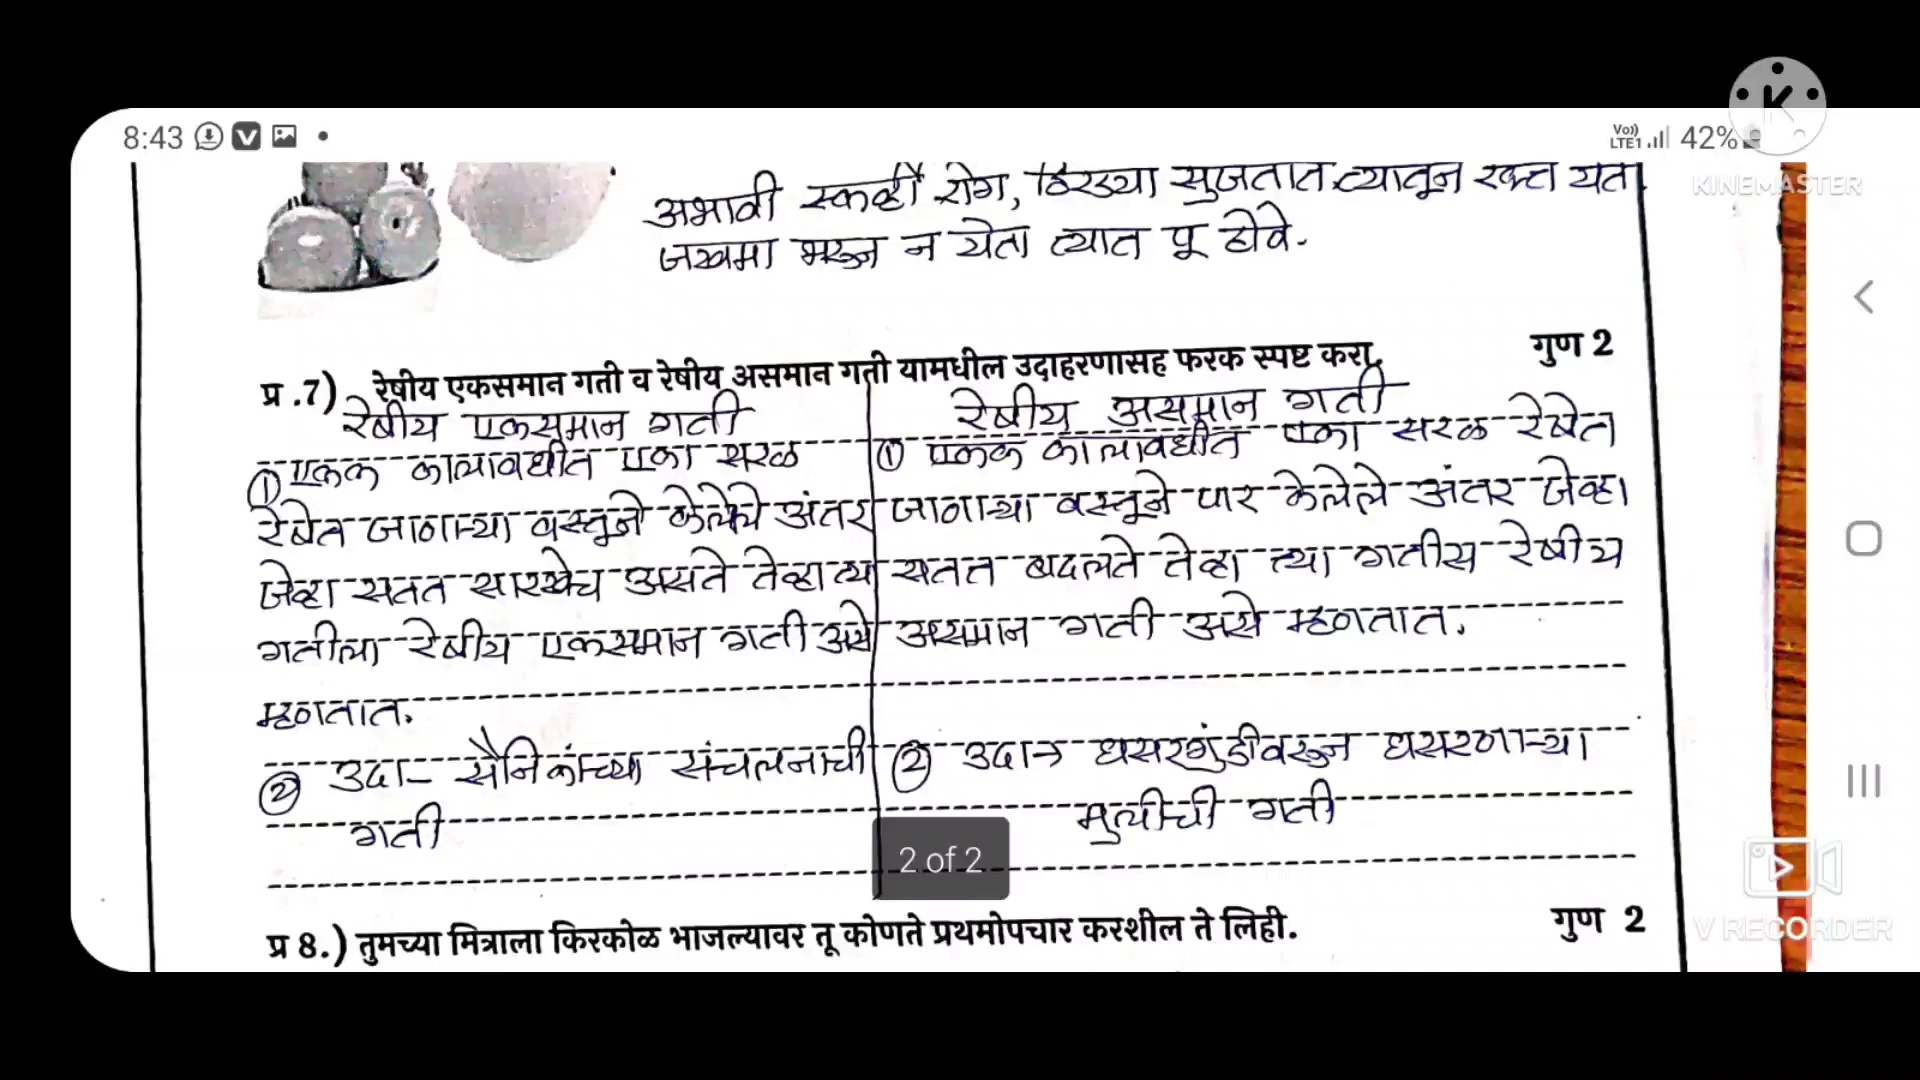 8:43
Vo)) LTE1 42%
KINEMASTER
अभावी स्कर्व्ही रोग, हिरड्या सुजतात त्यातून रक्त येते
जखमा भरुन न येता त्यात पू होवे.
प्र .7) रेषीय एकसमान गती व रेषीय असमान गती यामधील उदाहरणासह फरक स्पष्ट करा. गुण 2
रेषीय एकसमान गती
① एकक कालावधीत एका सरळ
रेषेत जाणाऱ्या वस्तूने केलेले अंतर
जेव्हा सतत सारखेच असते तेव्हा त्या
गतीला रेषीय एकसमान गती असे
म्हणतात.
② उदा - सैनिकांच्या संचलनाची
गती
रेषीय असमान गती
① एकक कालावधीत एका सरळ रेषेत
जाणाऱ्या वस्तूने पार केलेले अंतर जेव्हा
सतत बदलते तेव्हा त्या गतीस रेषीय
असमान गती असे म्हणतात.
② उदा → घसरगुंडीवरुन घसरणाऱ्या
मुलीची गती
2 of 2
प्र 8.) तुमच्या मित्राला किरकोळ भाजल्यावर तू कोणते प्रथमोपचार करशील ते लिही. गुण 2
V RECORDER